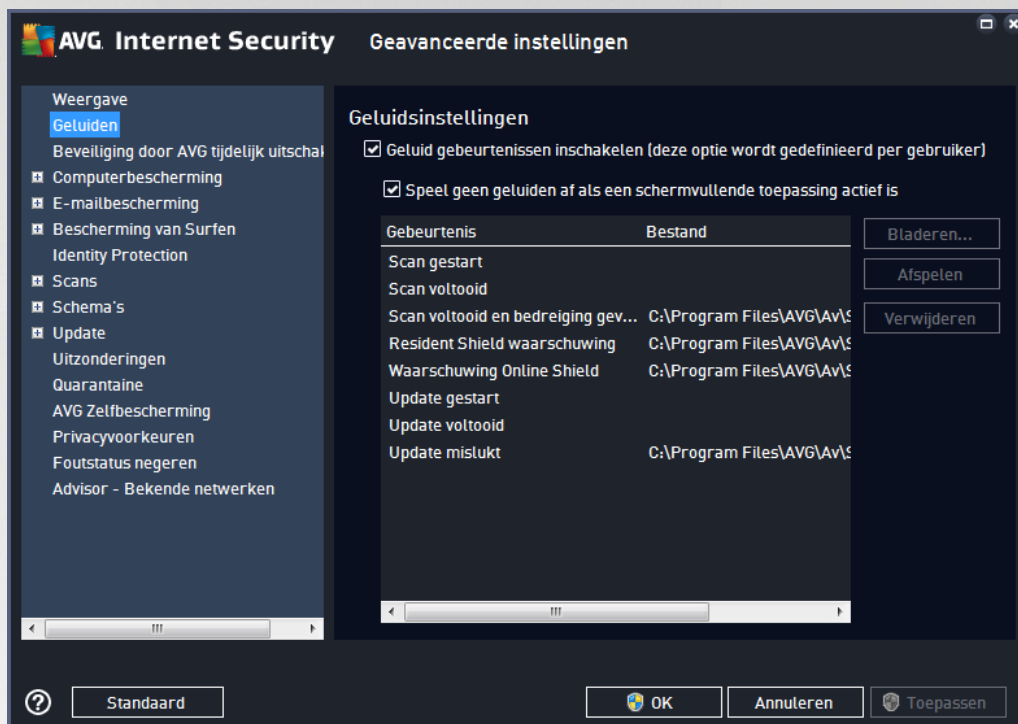 AVG. Internet Security Geavanceerde instellingen
Weergave
Geluiden
Beveiliging door AVG tijdelijk uitschak
Computerbescherming
E-mailbescherming
Bescherming van Surfen
Identity Protection
Scans
Schema's
Update
Uitzonderingen
Quarantaine
AVG Zelfbescherming
Privacyvoorkeuren
Foutstatus negeren
Advisor - Bekende netwerken
Geluidsinstellingen
Geluid gebeurtenissen inschakelen (deze optie wordt gedefinieerd per gebruiker)
Speel geen geluiden af als een schermvullende toepassing actief is
Gebeurtenis Bestand
Scan gestart
Scan voltooid
Scan voltooid en bedreiging gev... C:\Program Files\AVG\Av\S
Resident Shield waarschuwing C:\Program Files\AVG\Av\S
Waarschuwing Online Shield C:\Program Files\AVG\Av\S
Update gestart
Update voltooid
Update mislukt C:\Program Files\AVG\Av\S
Bladeren...
Afspelen
Verwijderen
Standaard
OK
Annuleren
Toepassen